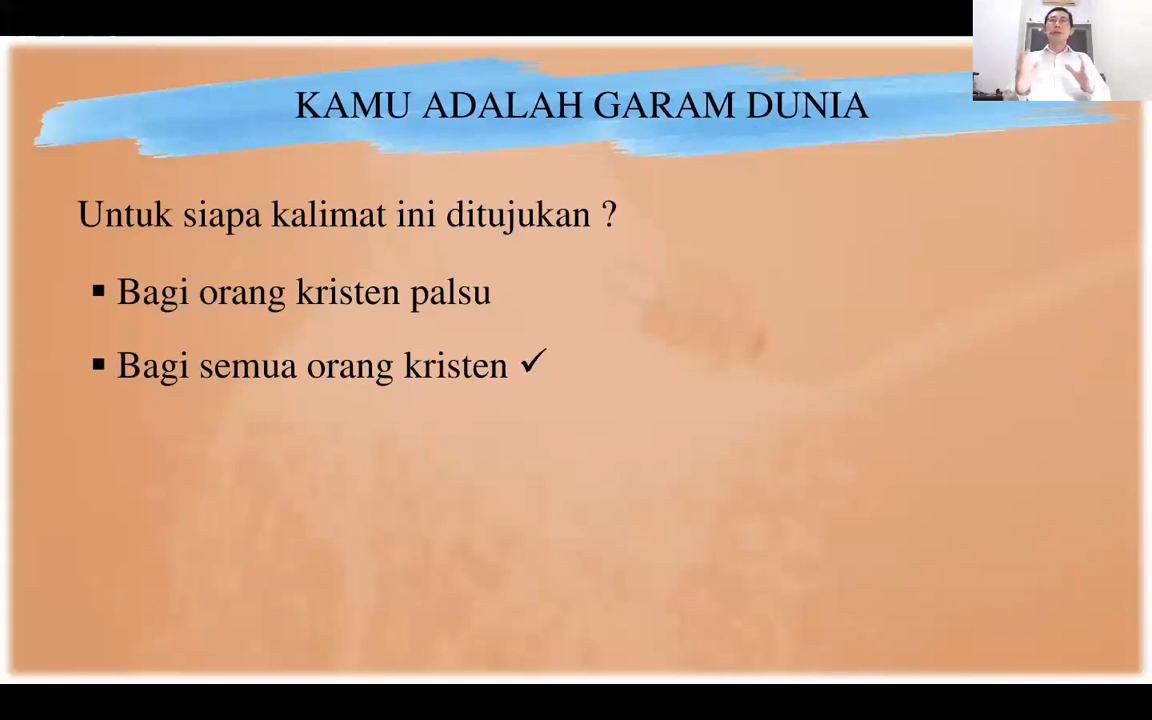 KAMU ADALAH GARAM DUNIA
Untuk siapa kalimat ini ditujukan ?
▪ Bagi orang kristen palsu
▪ Bagi semua orang kristen ✓